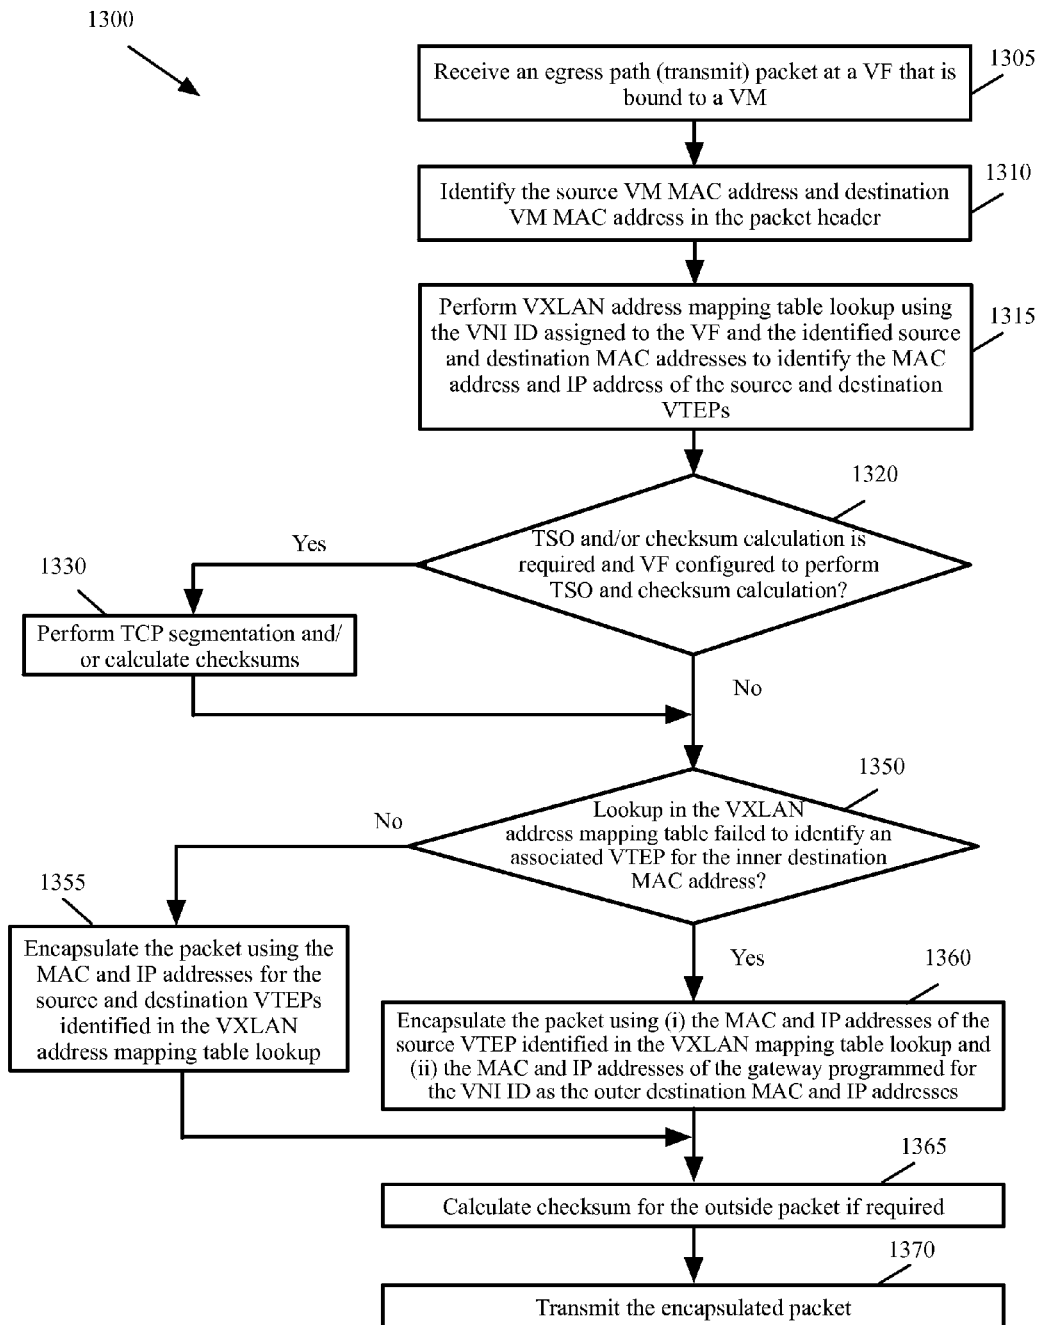 1300
1305
Receive an egress path (transmit) packet at a VF that is
bound to a VM
1310
Identify the source VM MAC address and destination
VM MAC address in the packet header
1315
Perform VXLAN address mapping table lookup using
the VNI ID assigned to the VF and the identified source
and destination MAC addresses to identify the MAC
address and IP address of the source and destination
VTEPs
1320
TSO and/or checksum calculation is
required and VF configured to perform
TSO and checksum calculation?
Yes
1330
Perform TCP segmentation and/
or calculate checksums
No
1350
Lookup in the VXLAN
address mapping table failed to identify an
associated VTEP for the inner destination
MAC address?
No
1355
Encapsulate the packet using the
MAC and IP addresses for the
source and destination VTEPs
identified in the VXLAN
address mapping table lookup
Yes
1360
Encapsulate the packet using (i) the MAC and IP addresses of the
source VTEP identified in the VXLAN mapping table lookup and
(ii) the MAC and IP addresses of the gateway programmed for
the VNI ID as the outer destination MAC and IP addresses
1365
Calculate checksum for the outside packet if required
1370
Transmit the encapsulated packet